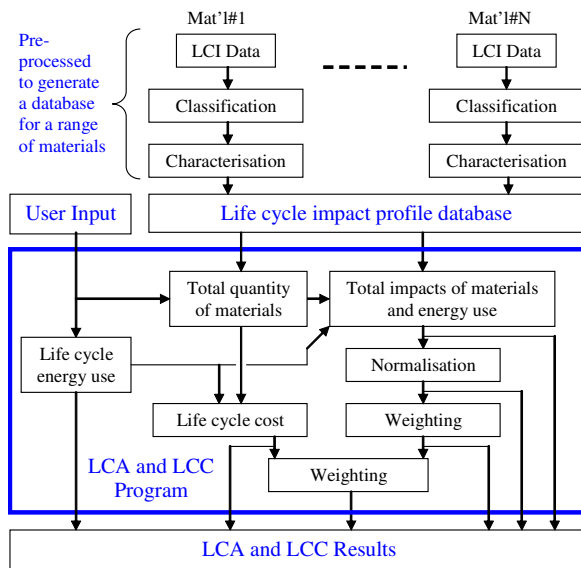 Mat'l#1
Mat'l#N
Pre-
processed
to generate
a database
for a range
of materials
LCI Data
LCI Data
Classification
Classification
Characterisation
Characterisation
User Input
Life cycle impact profile database
Total quantity
of materials
Total impacts of materials
and energy use
Life cycle
energy use
Normalisation
Life cycle cost
Weighting
LCA and LCC
Program
Weighting
LCA and LCC Results